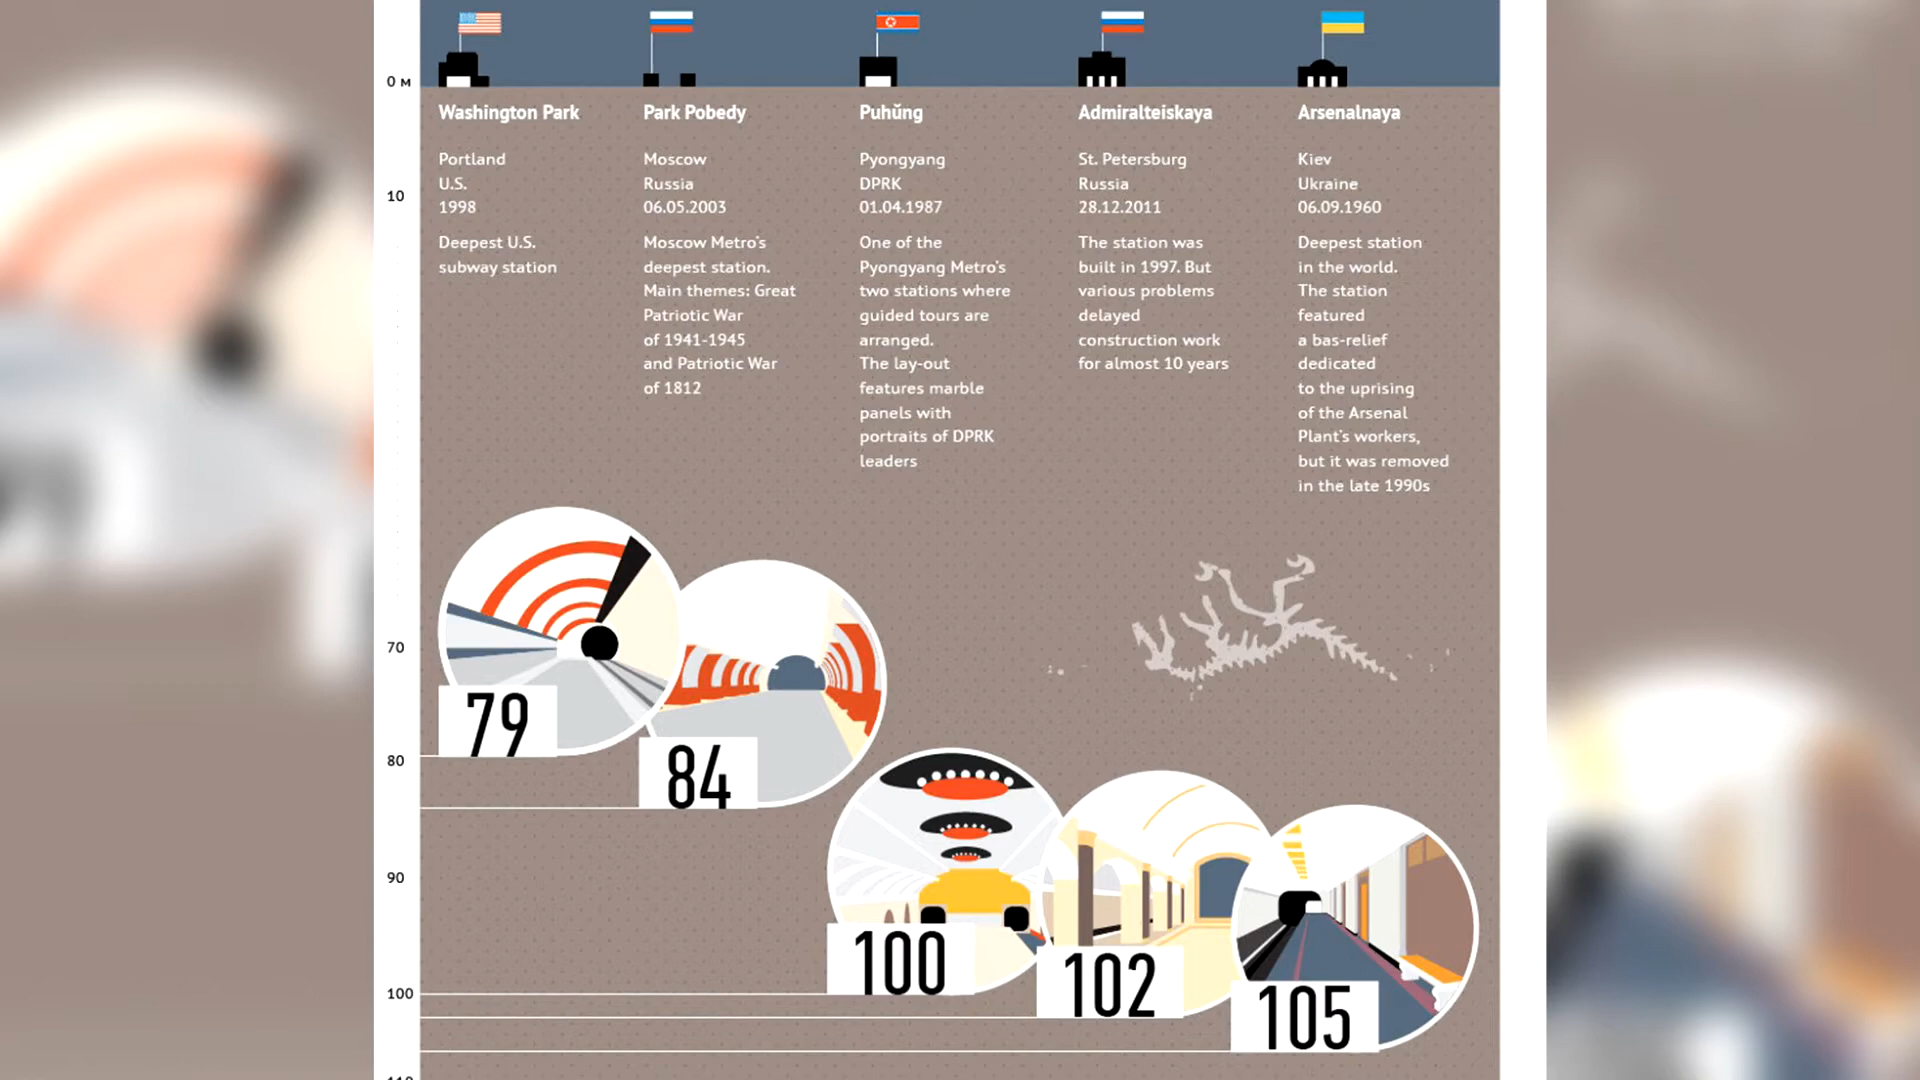 0 м
Washington Park
Portland
U.S.
1998
Deepest U.S.
subway station
Park Pobedy
Moscow
Russia
06.05.2003
Moscow Metro's
deepest station.
Main themes: Great
Patriotic War
of 1941-1945
and Patriotic War
of 1812
Puhŭng
Pyongyang
DPRK
01.04.1987
One of the
Pyongyang Metro's
two stations where
guided tours are
arranged.
The lay-out
features marble
panels with
portraits of DPRK
leaders
Admiralteiskaya
St. Petersburg
Russia
28.12.2011
The station was
built in 1997. But
various problems
delayed
construction work
for almost 10 years
Arsenalnaya
Kiev
Ukraine
06.09.1960
Deepest station
in the world.
The station
featured
a bas-relief
dedicated
to the uprising
of the Arsenal
Plant's workers,
but it was removed
in the late 1990s
10
70
80
90
100
79
84
100
102
105